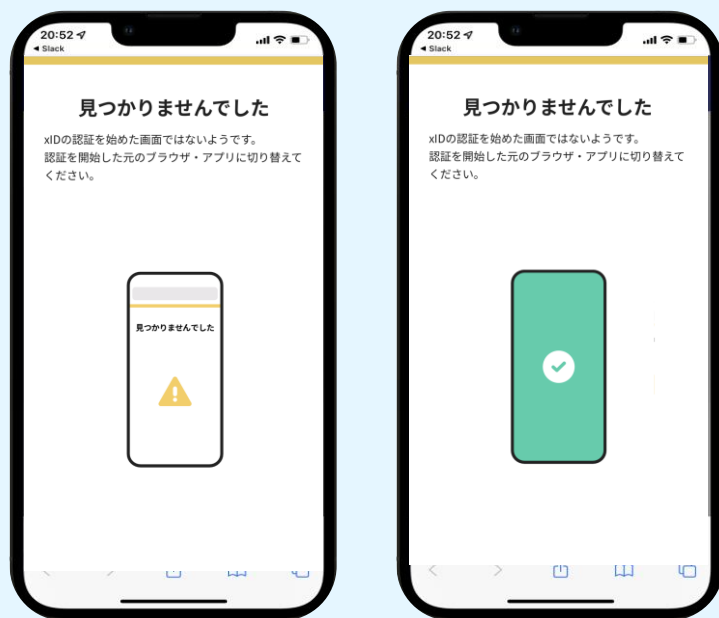 20:52
◀ Slack
見つかりませんでした
xIDの認証を始めた画面ではないようです。
認証を開始した元のブラウザ・アプリに切り替えて
ください。
見つかりませんでした
20:52
◀ Slack
見つかりませんでした
xIDの認証を始めた画面ではないようです。
認証を開始した元のブラウザ・アプリに切り替えて
ください。